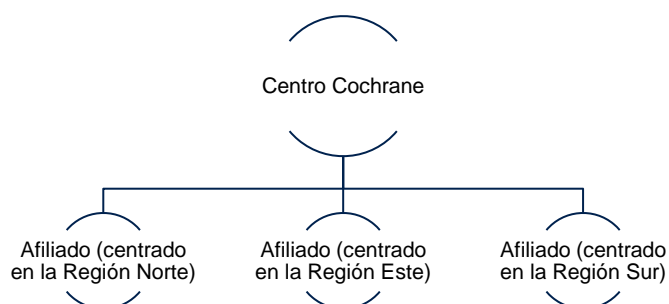 Centro Cochrane
Afiliado (centrado
en la Región Norte)
Afiliado (centrado
en la Región Este)
Afiliado (centrado
en la Región Sur)